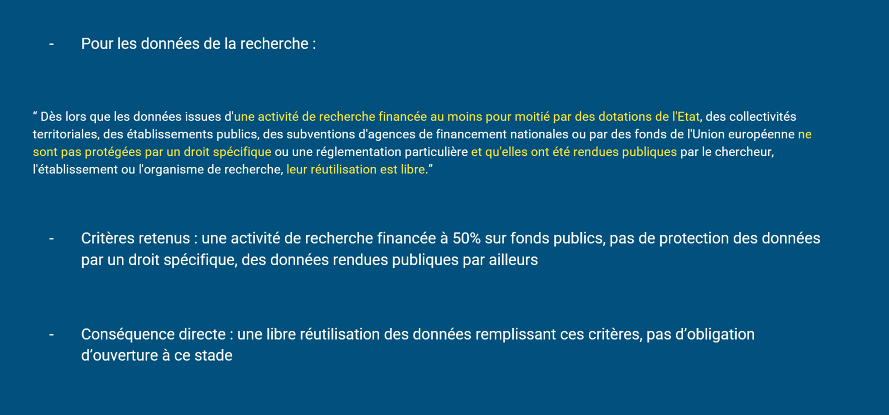 - Pour les données de la recherche :
“ Dès lors que les données issues d'une activité de recherche financée au moins pour moitié par des dotations de l'Etat, des collectivités
territoriales, des établissements publics, des subventions d'agences de financement nationales ou par des fonds de l'Union européenne ne
sont pas protégées par un droit spécifique ou une réglementation particulière et qu'elles ont été rendues publiques par le chercheur,
l'établissement ou l'organisme de recherche, leur réutilisation est libre.”
- Critères retenus : une activité de recherche financée à 50% sur fonds publics, pas de protection des données
par un droit spécifique, des données rendues publiques par ailleurs
- Conséquence directe : une libre réutilisation des données remplissant ces critères, pas d’obligation
d’ouverture à ce stade